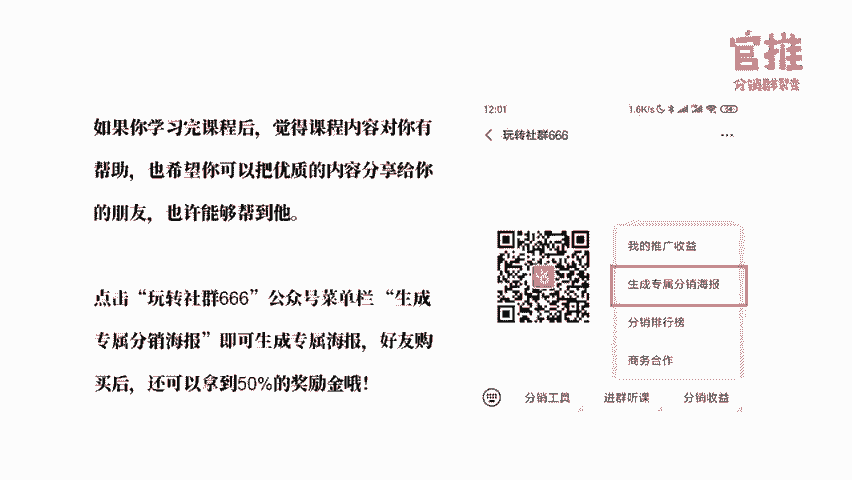 官推
分销群裂变
如果你学习完课程后，觉得课程内容对你有
帮助，也希望你可以把优质的内容分享给你
的朋友，也许能够帮到他。
点击“玩转社群666”公众号菜单栏“生成
专属分销海报”即可生成专属海报，好友购
买后，还可以拿到50%的奖励金哦！
12:01
1.6K/s
玩转社群666
我的推广收益
生成专属分销海报
分销排行榜
商务合作
分销工具
进群听课
分销收益